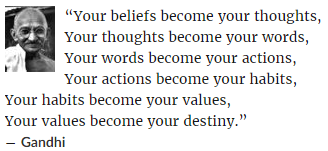 “Your beliefs become your thoughts,
Your thoughts become your words,
Your words become your actions,
Your actions become your habits,
Your habits become your values,
Your values become your destiny.”
― Gandhi